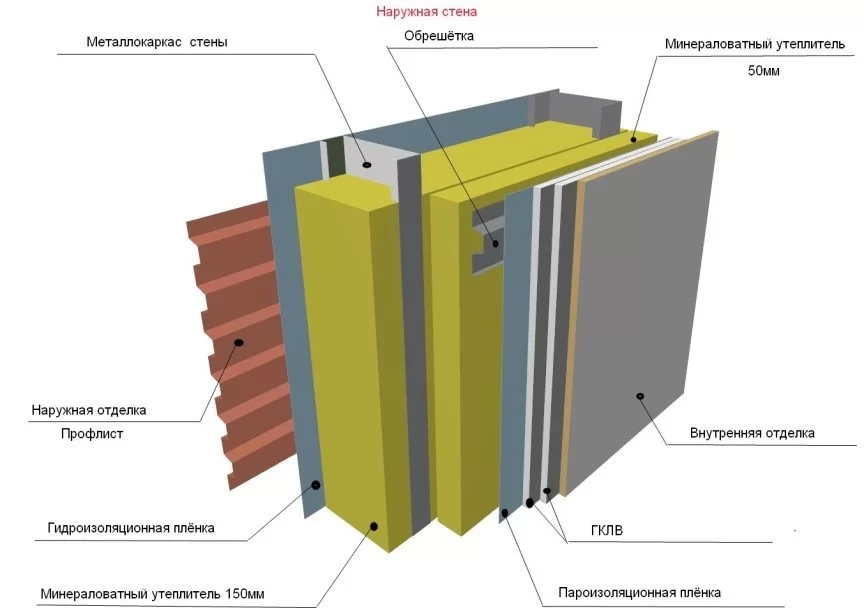 Наружная стена
Металлокаркас стены
Обрешётка
Минераловатный утеплитель
50мм
Наружная отделка
Профлист
Внутренняя отделка
Гидроизоляционная плёнка
ГКЛВ
Минераловатный утеплитель 150мм
Пароизоляционная плёнка